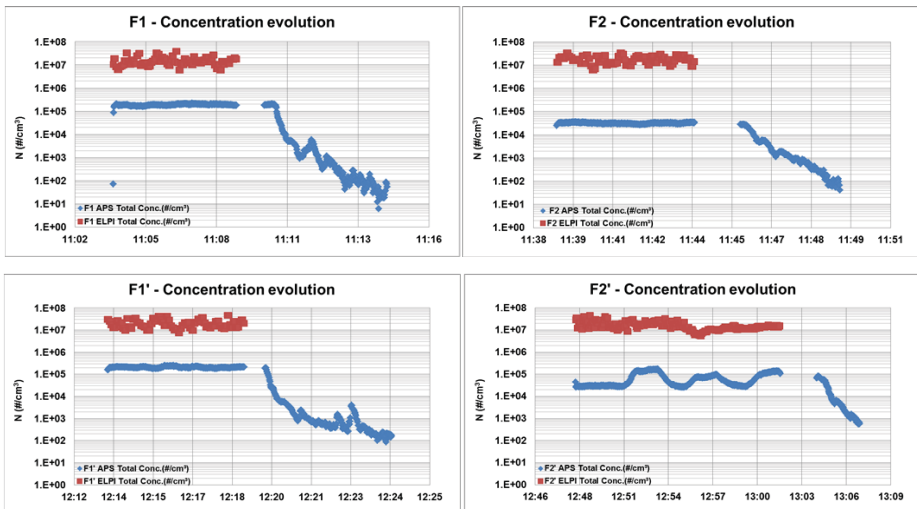 F1 - Concentration evolution
1.E+08
1.E+07
1.E+06
1.E+05
1.E+04
1.E+03
1.E+02
1.E+01
1.E+00
N (#/cm³)
F1 APS Total Conc.(#/cm³)
F1 ELPI Total Conc.(#/cm³)
11:02 11:05 11:08 11:11 11:13 11:16
F2 - Concentration evolution
1.E+08
1.E+07
1.E+06
1.E+05
1.E+04
1.E+03
1.E+02
1.E+01
1.E+00
N (#/cm³)
F2 APS Total Conc.(#/cm³)
F2 ELPI Total Conc.(#/cm³)
11:38 11:39 11:41 11:42 11:44 11:45 11:47 11:49 11:51
F1' - Concentration evolution
1.E+08
1.E+07
1.E+06
1.E+05
1.E+04
1.E+03
1.E+02
1.E+01
1.E+00
N (#/cm³)
F1' APS Total Conc.(#/cm³)
F1' ELPI Total Conc.(#/cm³)
12:12 12:14 12:15 12:17 12:18 12:20 12:21 12:23 12:24 12:25
F2' - Concentration evolution
1.E+08
1.E+07
1.E+06
1.E+05
1.E+04
1.E+03
1.E+02
1.E+01
1.E+00
N (#/cm³)
F2' APS Total Conc.(#/cm³)
F2' ELPI Total Conc.(#/cm³)
12:46 12:48 12:51 12:54 12:57 13:00 13:03 13:06 13:09